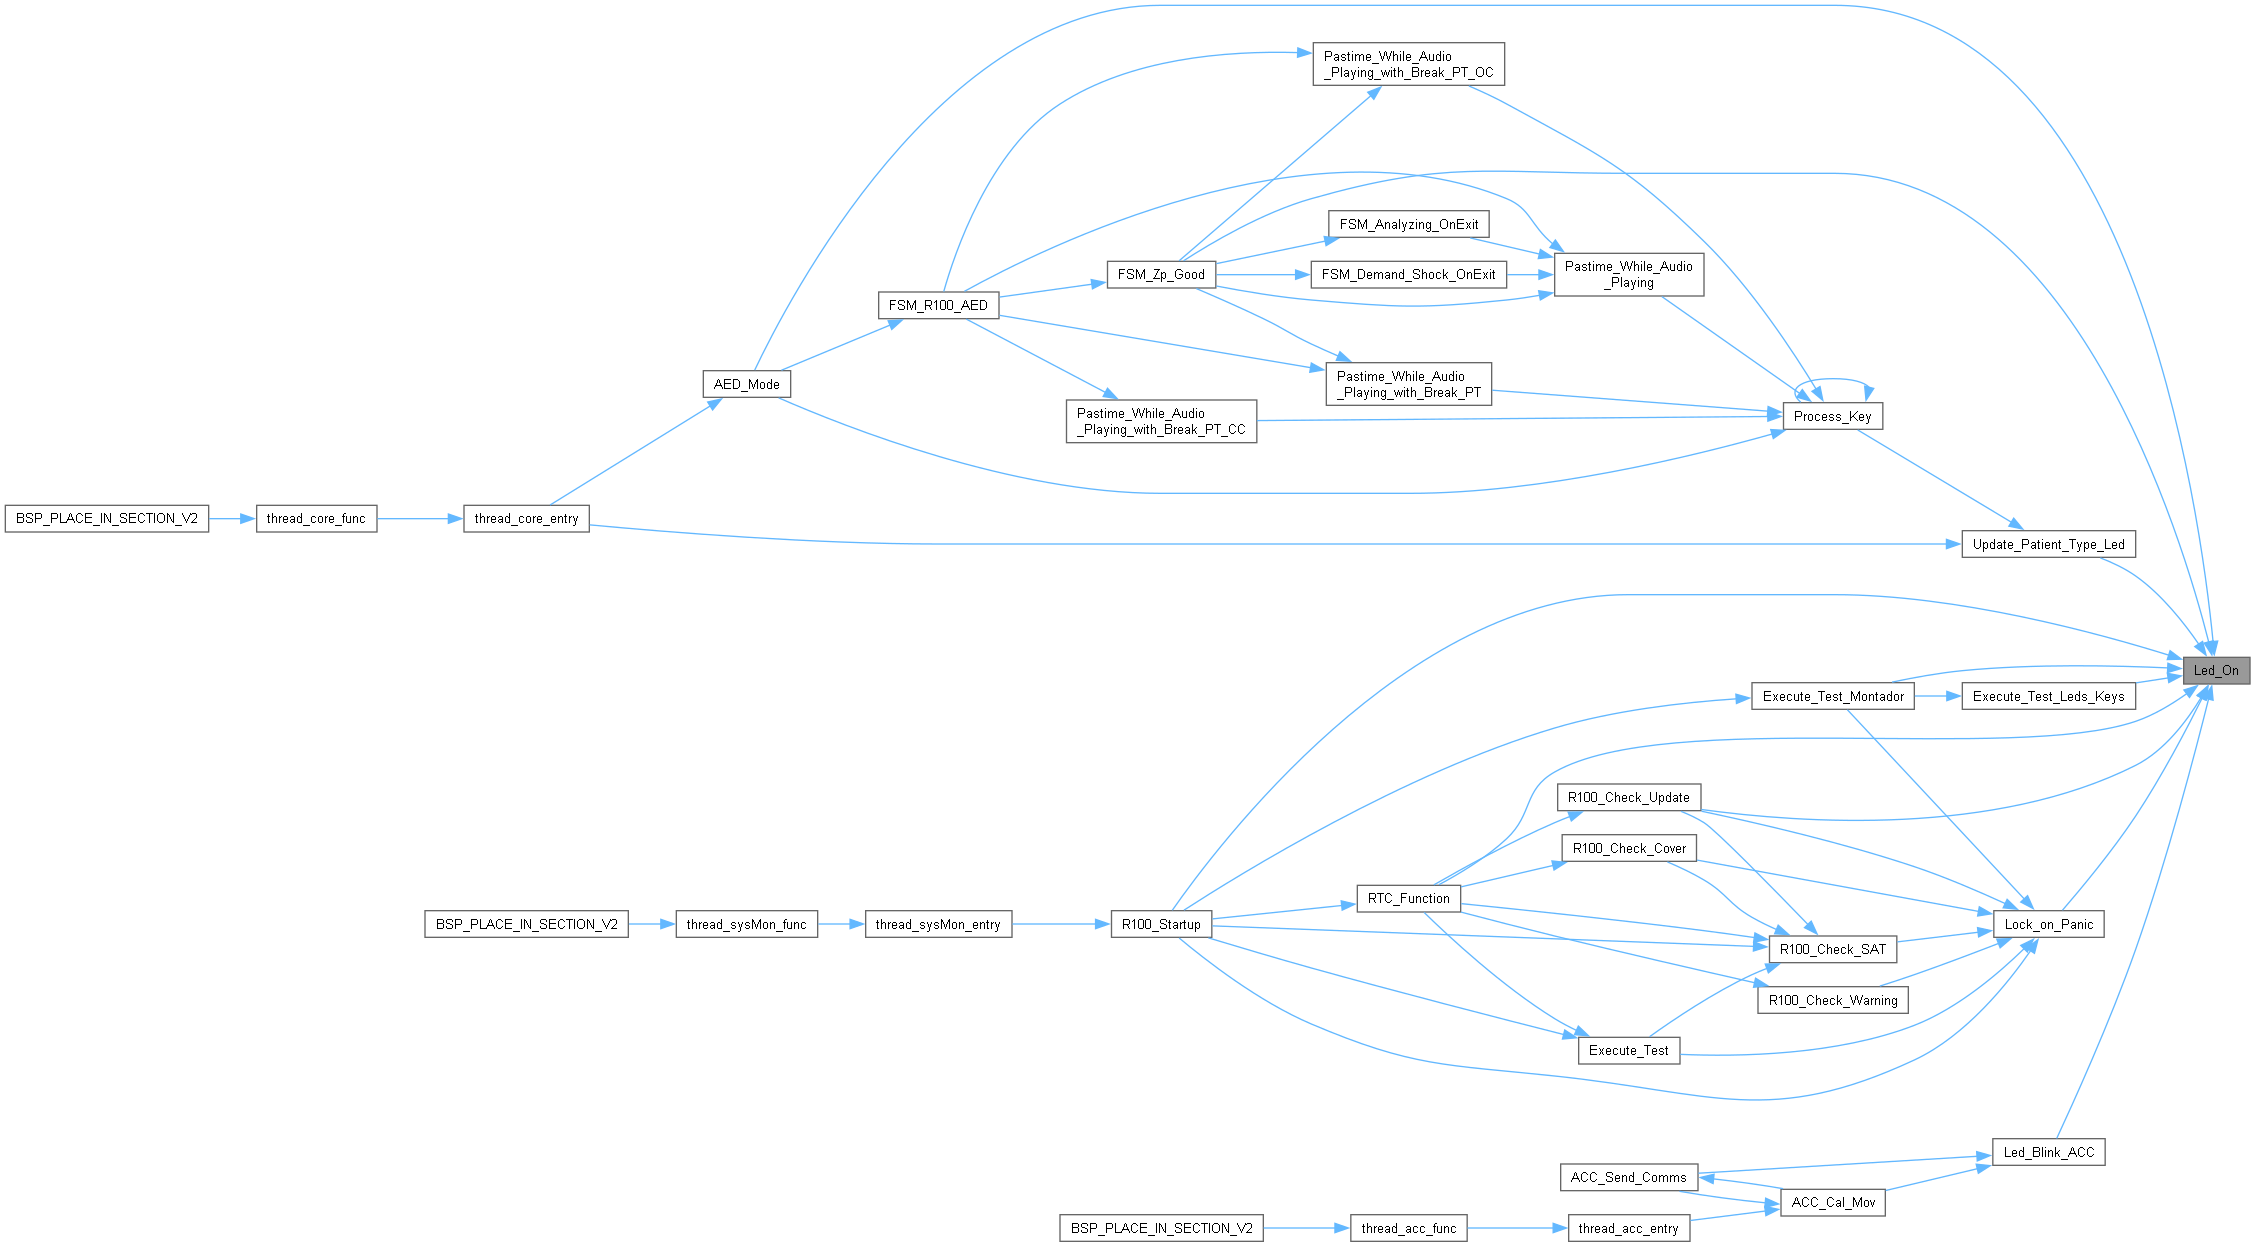 Pastime_While_Audio
_Playing_with_Break_PT_OC
FSM_Analyzing_OnExit
Pastime_While_Audio
_Playing
FSM_Zp_Good
FSM_Demand_Shock_OnExit
FSM_R100_AED
Pastime_While_Audio
_Playing_with_Break_PT
AED_Mode
Pastime_While_Audio
_Playing_with_Break_PT_CC
Process_Key
BSP_PLACE_IN_SECTION_V2
thread_core_func
thread_core_entry
Update_Patient_Type_Led
Led_On
Execute_Test_Montador
Execute_Test_Leds_Keys
R100_Check_Update
R100_Check_Cover
RTC_Function
BSP_PLACE_IN_SECTION_V2
thread_sysMon_func
thread_sysMon_entry
R100_Startup
Lock_on_Panic
R100_Check_SAT
R100_Check_Warning
Execute_Test
Led_Blink_ACC
ACC_Send_Comms
ACC_Cal_Mov
BSP_PLACE_IN_SECTION_V2
thread_acc_func
thread_acc_entry